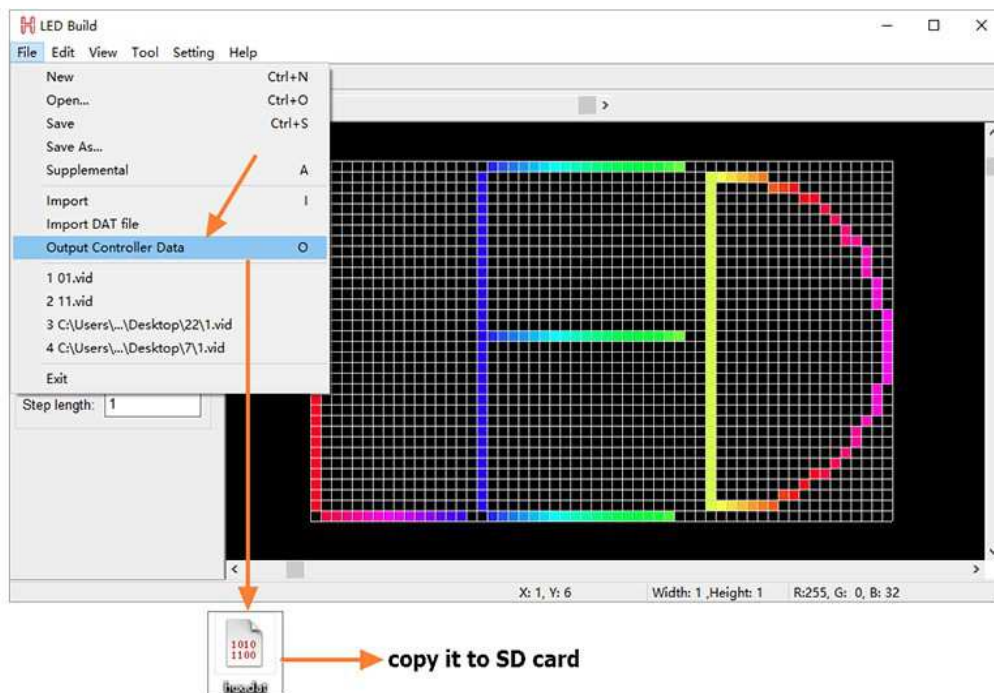 LED Build
File Edit View Tool Setting Help
New Ctrl+N
Open... Ctrl+O
Save Ctrl+S
Save As...
Supplemental A
Import I
Import DAT file
Output Controller Data O
1 01.vid
2 11.vid
3 C:\Users\...\Desktop\22\1.vid
4 C:\Users\...\Desktop\7\1.vid
Exit
Step length: 1
X: 1, Y: 6 Width: 1 ,Height: 1 R:255, G: 0, B: 32
1010
1100
copy it to SD card